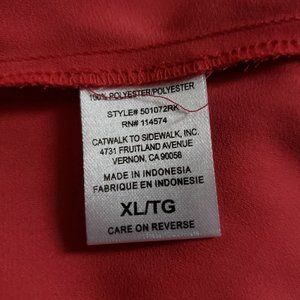 100% POLYESTER/POLYESTER
STYLE# 501072RK
RN# 114574
CATWALK TO SIDEWALK, INC.
4731 FRUITLAND AVENUE
VERNON, CA 90058
MADE IN INDONESIA
FABRIQUE EN INDONESIE
XL/TG
CARE ON REVERSE